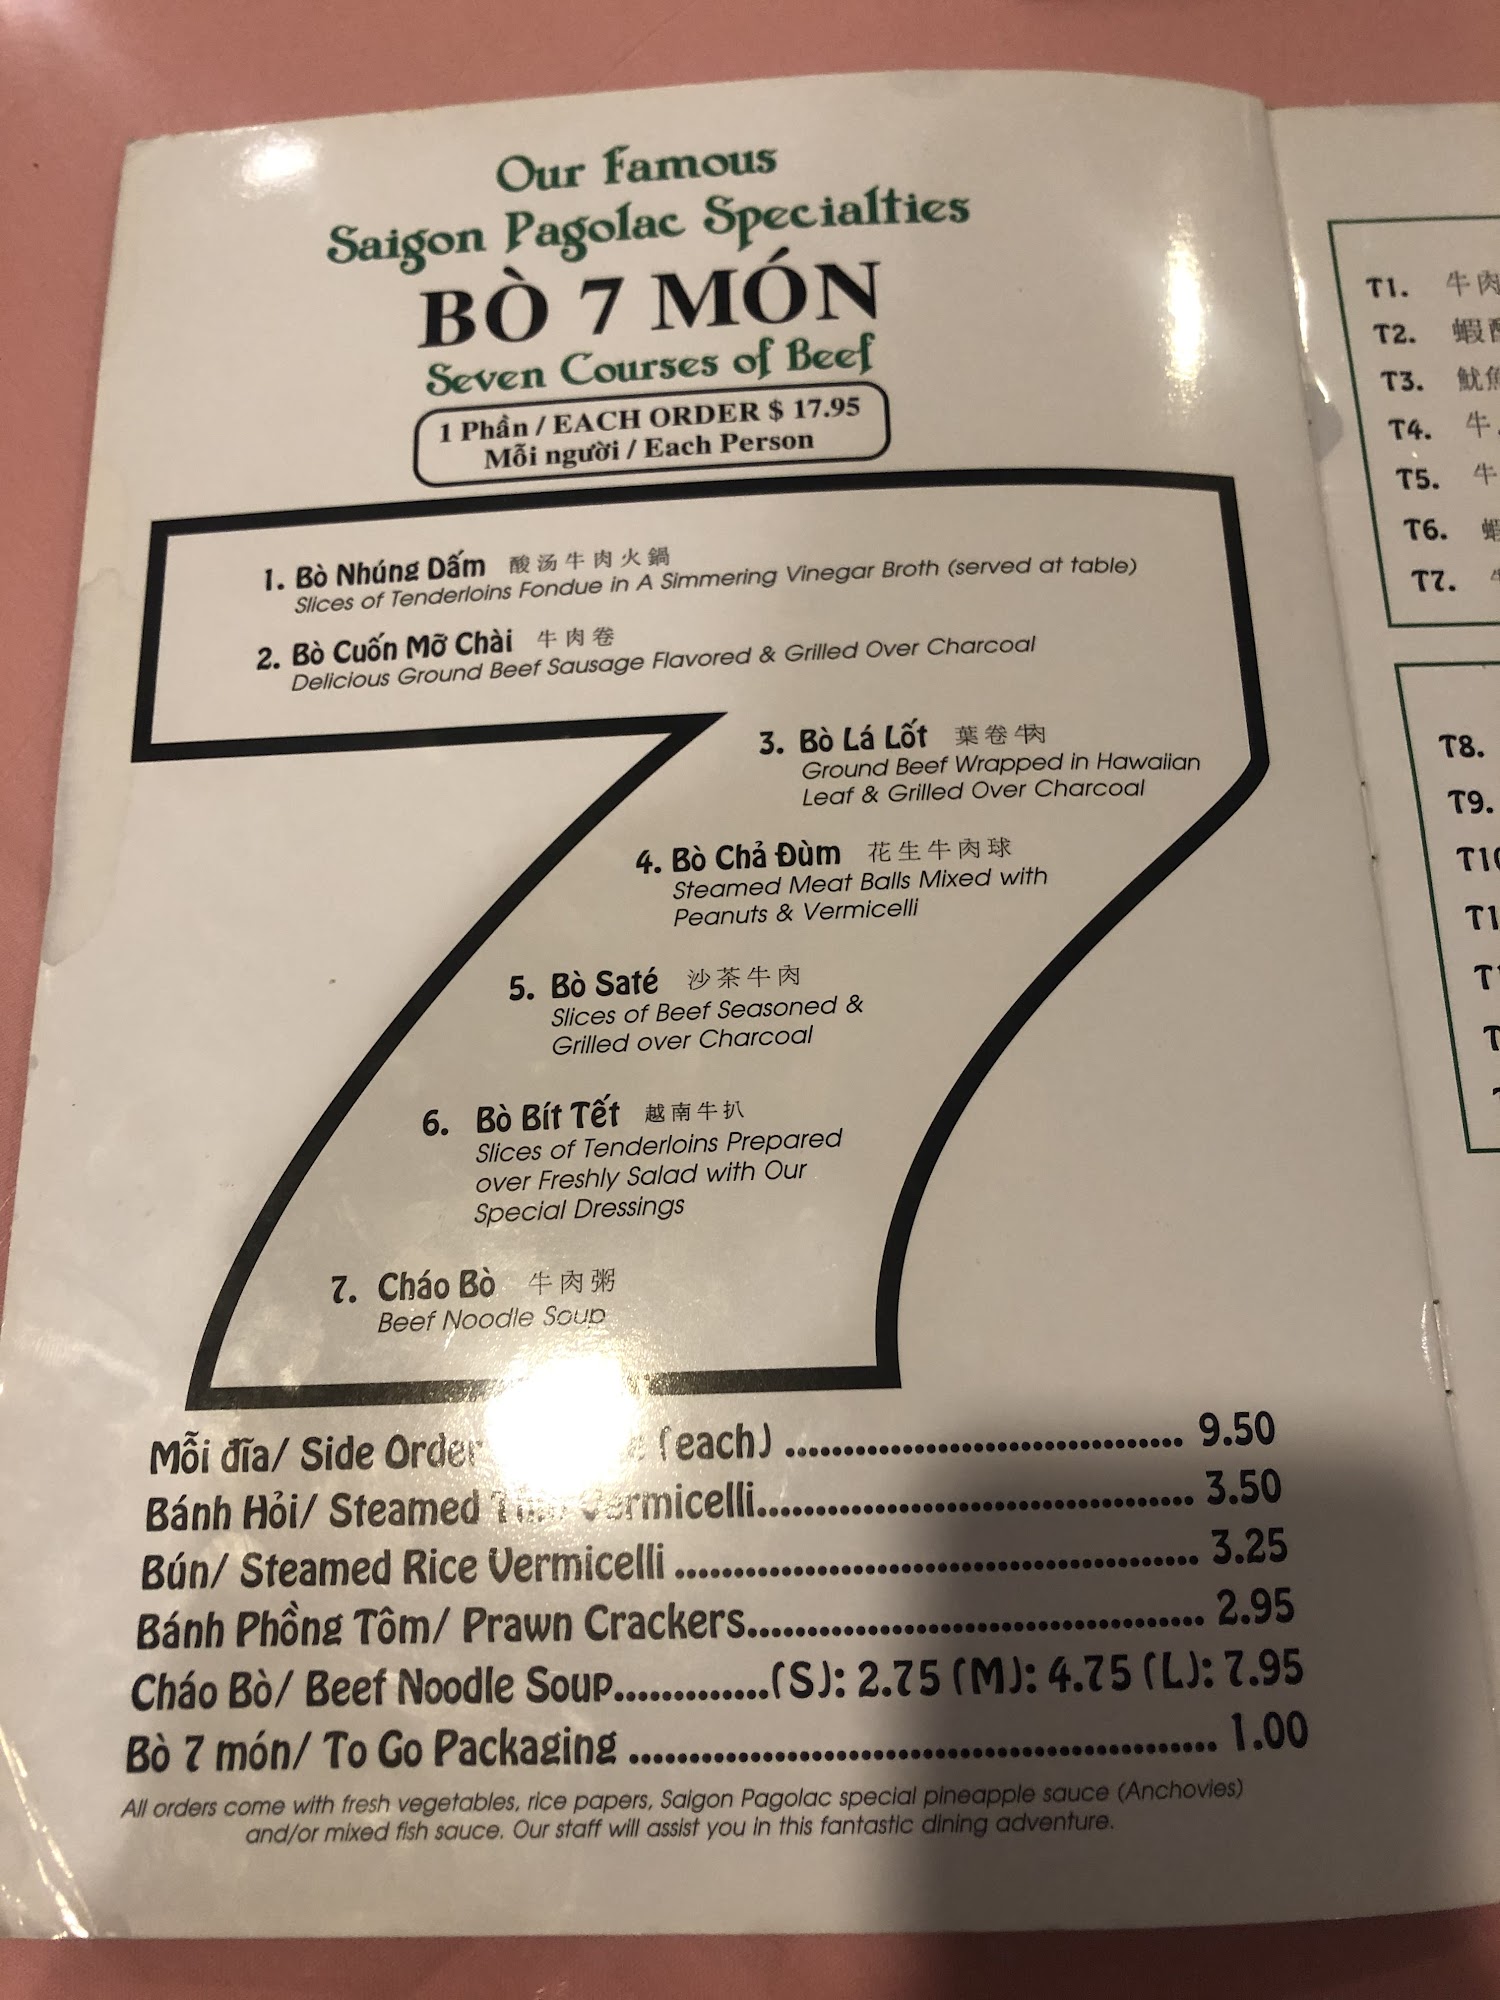 Our Famous
Saigon Pagolac Specialties
BÒ 7 MÓN
Seven Courses of Beef
1 Phần / EACH ORDER $ 17.95
Mỗi người / Each Person
1. Bò Nhúng Dấm 酸汤牛肉火鍋
Slices of Tenderloins Fondue in A Simmering Vinegar Broth (served at table)
2. Bò Cuốn Mỡ Chài 牛肉卷
Delicious Ground Beef Sausage Flavored & Grilled Over Charcoal
3. Bò Lá Lốt 葉卷牛肉
Ground Beef Wrapped in Hawaiian
Leaf & Grilled Over Charcoal
4. Bò Chả Đùm 花生牛肉球
Steamed Meat Balls Mixed with
Peanuts & Vermicelli
5. Bò Saté 沙茶牛肉
Slices of Beef Seasoned &
Grilled over Charcoal
6. Bò Bít Tết 越南牛扒
Slices of Tenderloins Prepared
over Freshly Salad with Our
Special Dressings
7. Cháo Bò 牛肉粥
Beef Noodle Soup
Mỗi đĩa/ Side Order (each) 9.50
Bánh Hỏi/ Steamed Vermicelli 3.50
Bún/ Steamed Rice Vermicelli 3.25
Bánh Phồng Tôm/ Prawn Crackers 2.95
Cháo Bò/ Beef Noodle Soup (S): 2.75 (M): 4.75 (L): 7.95
Bò 7 món/ To Go Packaging 1.00
All orders come with fresh vegetables, rice papers, Saigon Pagolac special pineapple sauce (Anchovies)
and/or mixed fish sauce. Our staff will assist you in this fantastic dining adventure.
T1. 牛肉
T2. 蝦
T3. 魷魚
T4. 牛
T5. 牛
T6. 蝦
T7.
T8.
T9.